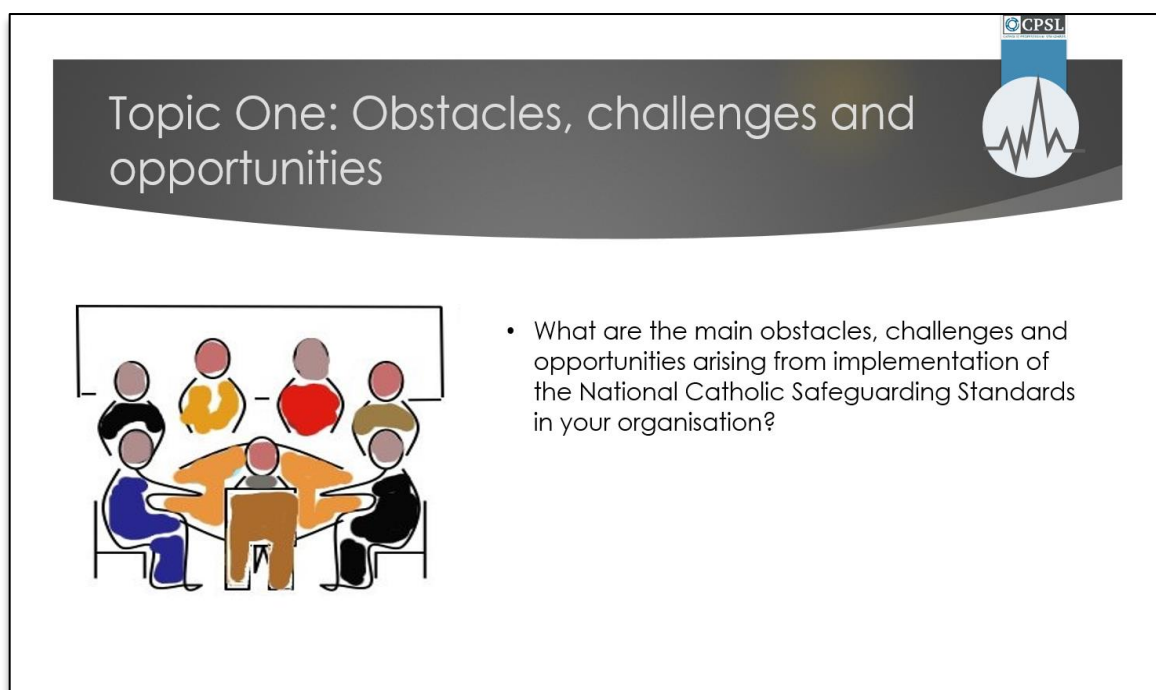 CPSL
Topic One: Obstacles, challenges and
opportunities
• What are the main obstacles, challenges and
opportunities arising from implementation of
the National Catholic Safeguarding Standards
in your organisation?